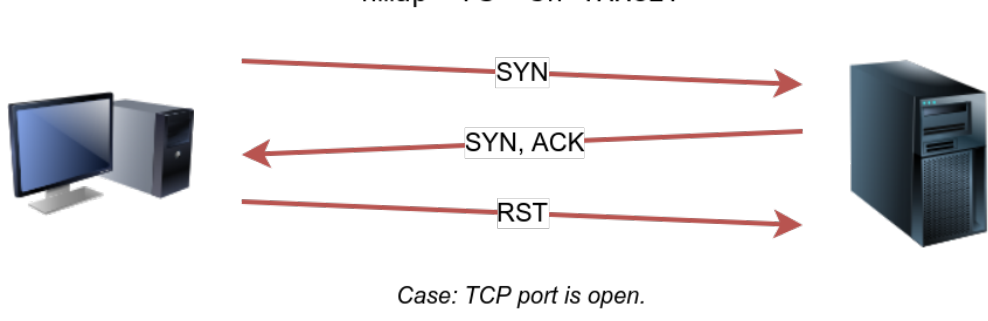 SYN
SYN, ACK
RST
Case: TCP port is open.